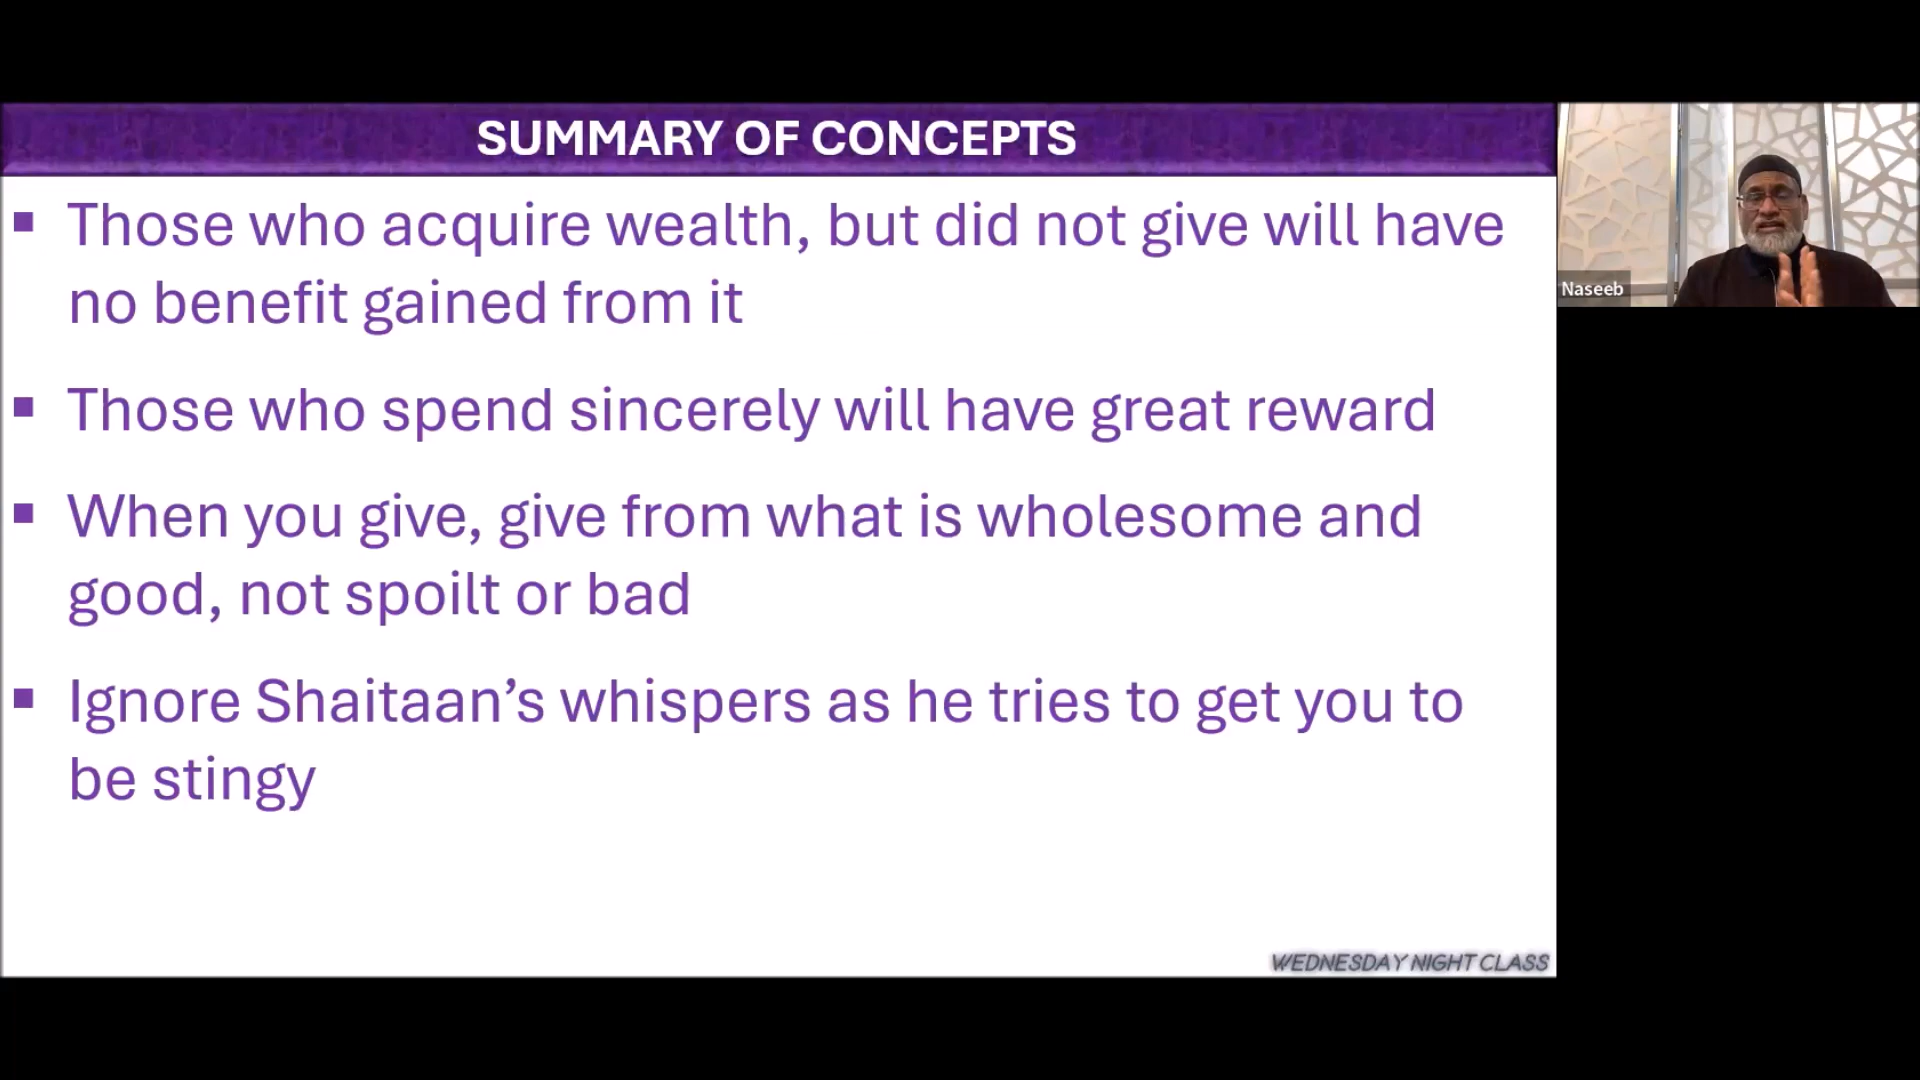 SUMMARY OF CONCEPTS
▪ Those who acquire wealth, but did not give will have
no benefit gained from it
▪ Those who spend sincerely will have great reward
▪ When you give, give from what is wholesome and
good, not spoilt or bad
▪ Ignore Shaitaan’s whispers as he tries to get you to
be stingy
WEDNESDAY NIGHT CLASS
Naseeb